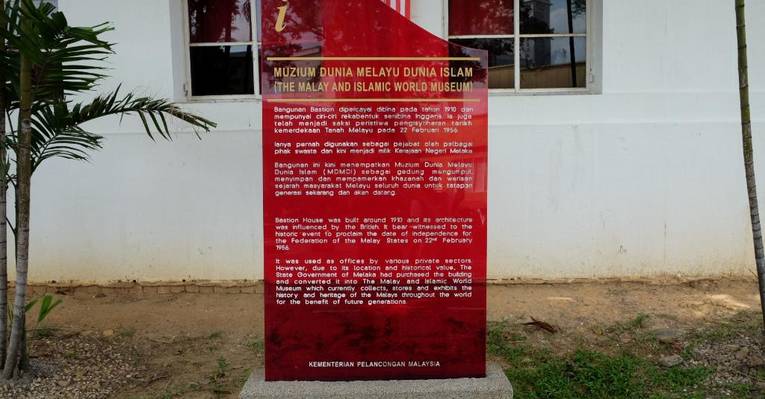 i
MUZIUM DUNIA MELAYU DUNIA ISLAM
(THE MALAY AND ISLAMIC WORLD MUSEUM)
Bangunan Bastion dipercayai dibina pada tahun 1910 dan
mempunyai ciri-ciri rekabentuk senibina Inggeris. Ia juga
telah menjadi saksi peristiwa pengisytiharan tarikh
kemerdekaan Tanah Melayu pada 22 Februari 1956.
Ianya pernah digunakan sebagai pejabat oleh pelbagai
pihak swasta dan kini menjadi milik Kerajaan Negeri Melaka
Bangunan ini kini menempatkan Muzium Dunia Melayu
Dunia Islam (MDMDI) sebagai gedung mengumpul,
menyimpan dan mempamerkan khazanah dan warisan
sejarah masyarakat Melayu seluruh dunia untuk tatapan
generasi sekarang dan akan datang.
Bastion House was built around 1910 and its architecture
was influenced by the British. It bear witnessed to the
historic event to proclaim the date of independence for
the Federation of the Malay States on 22nd February
1956.
It was used as offices by various private sectors.
However, due to its location and historical value, The
State Government of Melaka had purchased the building
and converted it into The Malay and Islamic World
Museum which currently collects, stores and exhibits the
history and heritage of the Malays throughout the world
for the benefit of future generations.
KEMENTERIAN PELANCONGAN MALAYSIA